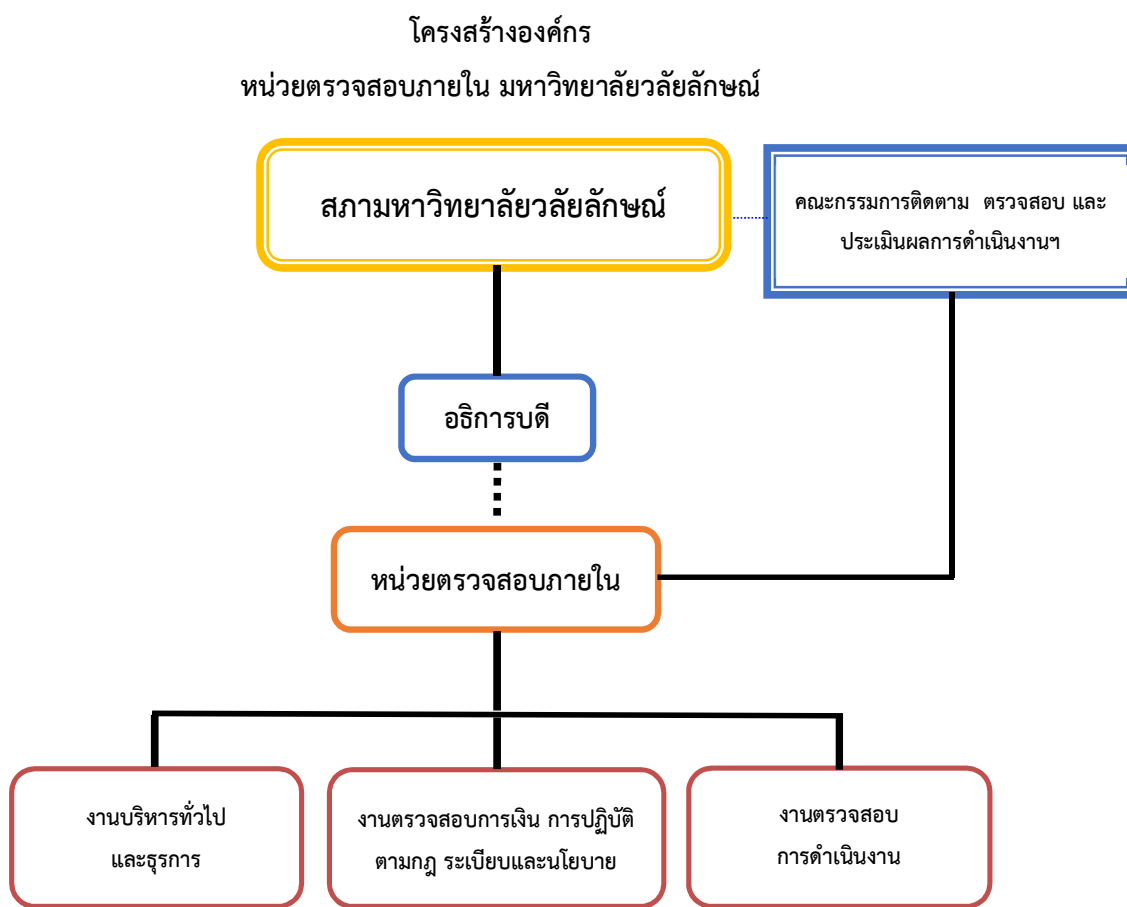 โครงสร้างองค์กร
หน่วยตรวจสอบภายใน มหาวิทยาลัยวลัยลักษณ์
สภามหาวิทยาลัยวลัยลักษณ์
คณะกรรมการติดตาม ตรวจสอบ และ
ประเมินผลการดำเนินงานฯ
อธิการบดี
หน่วยตรวจสอบภายใน
งานบริหารทั่วไป
และธุรการ
งานตรวจสอบการเงิน การปฏิบัติ
ตามกฎ ระเบียบและนโยบาย
งานตรวจสอบ
การดำเนินงาน